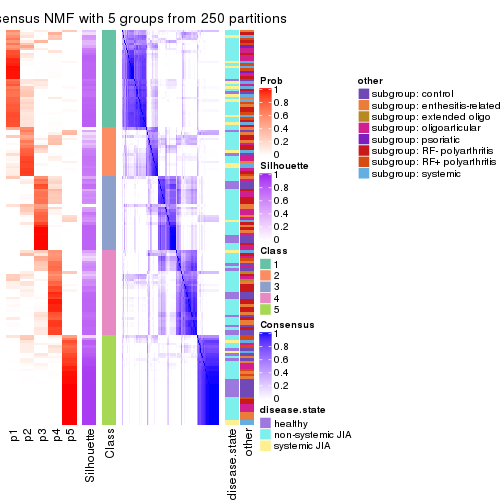 sensus NMF with 5 groups from 250 partitions
Prob
1
0.8
0.6
0.4
0.2
0
Silhouette
1
0.8
0.6
0.4
0.2
0
Class
1
2
3
4
5
Consensus
1
0.8
0.6
0.4
0.2
0
disease.state
healthy
non-systemic JIA
systemic JIA
other
subgroup: control
subgroup: enthesitis-related
subgroup: extended oligo
subgroup: oligoarticular
subgroup: psoriatic
subgroup: RF- polyarthritis
subgroup: RF+ polyarthritis
subgroup: systemic
p1
p2
p3
p4
p5
Silhouette
Class
disease.state
other